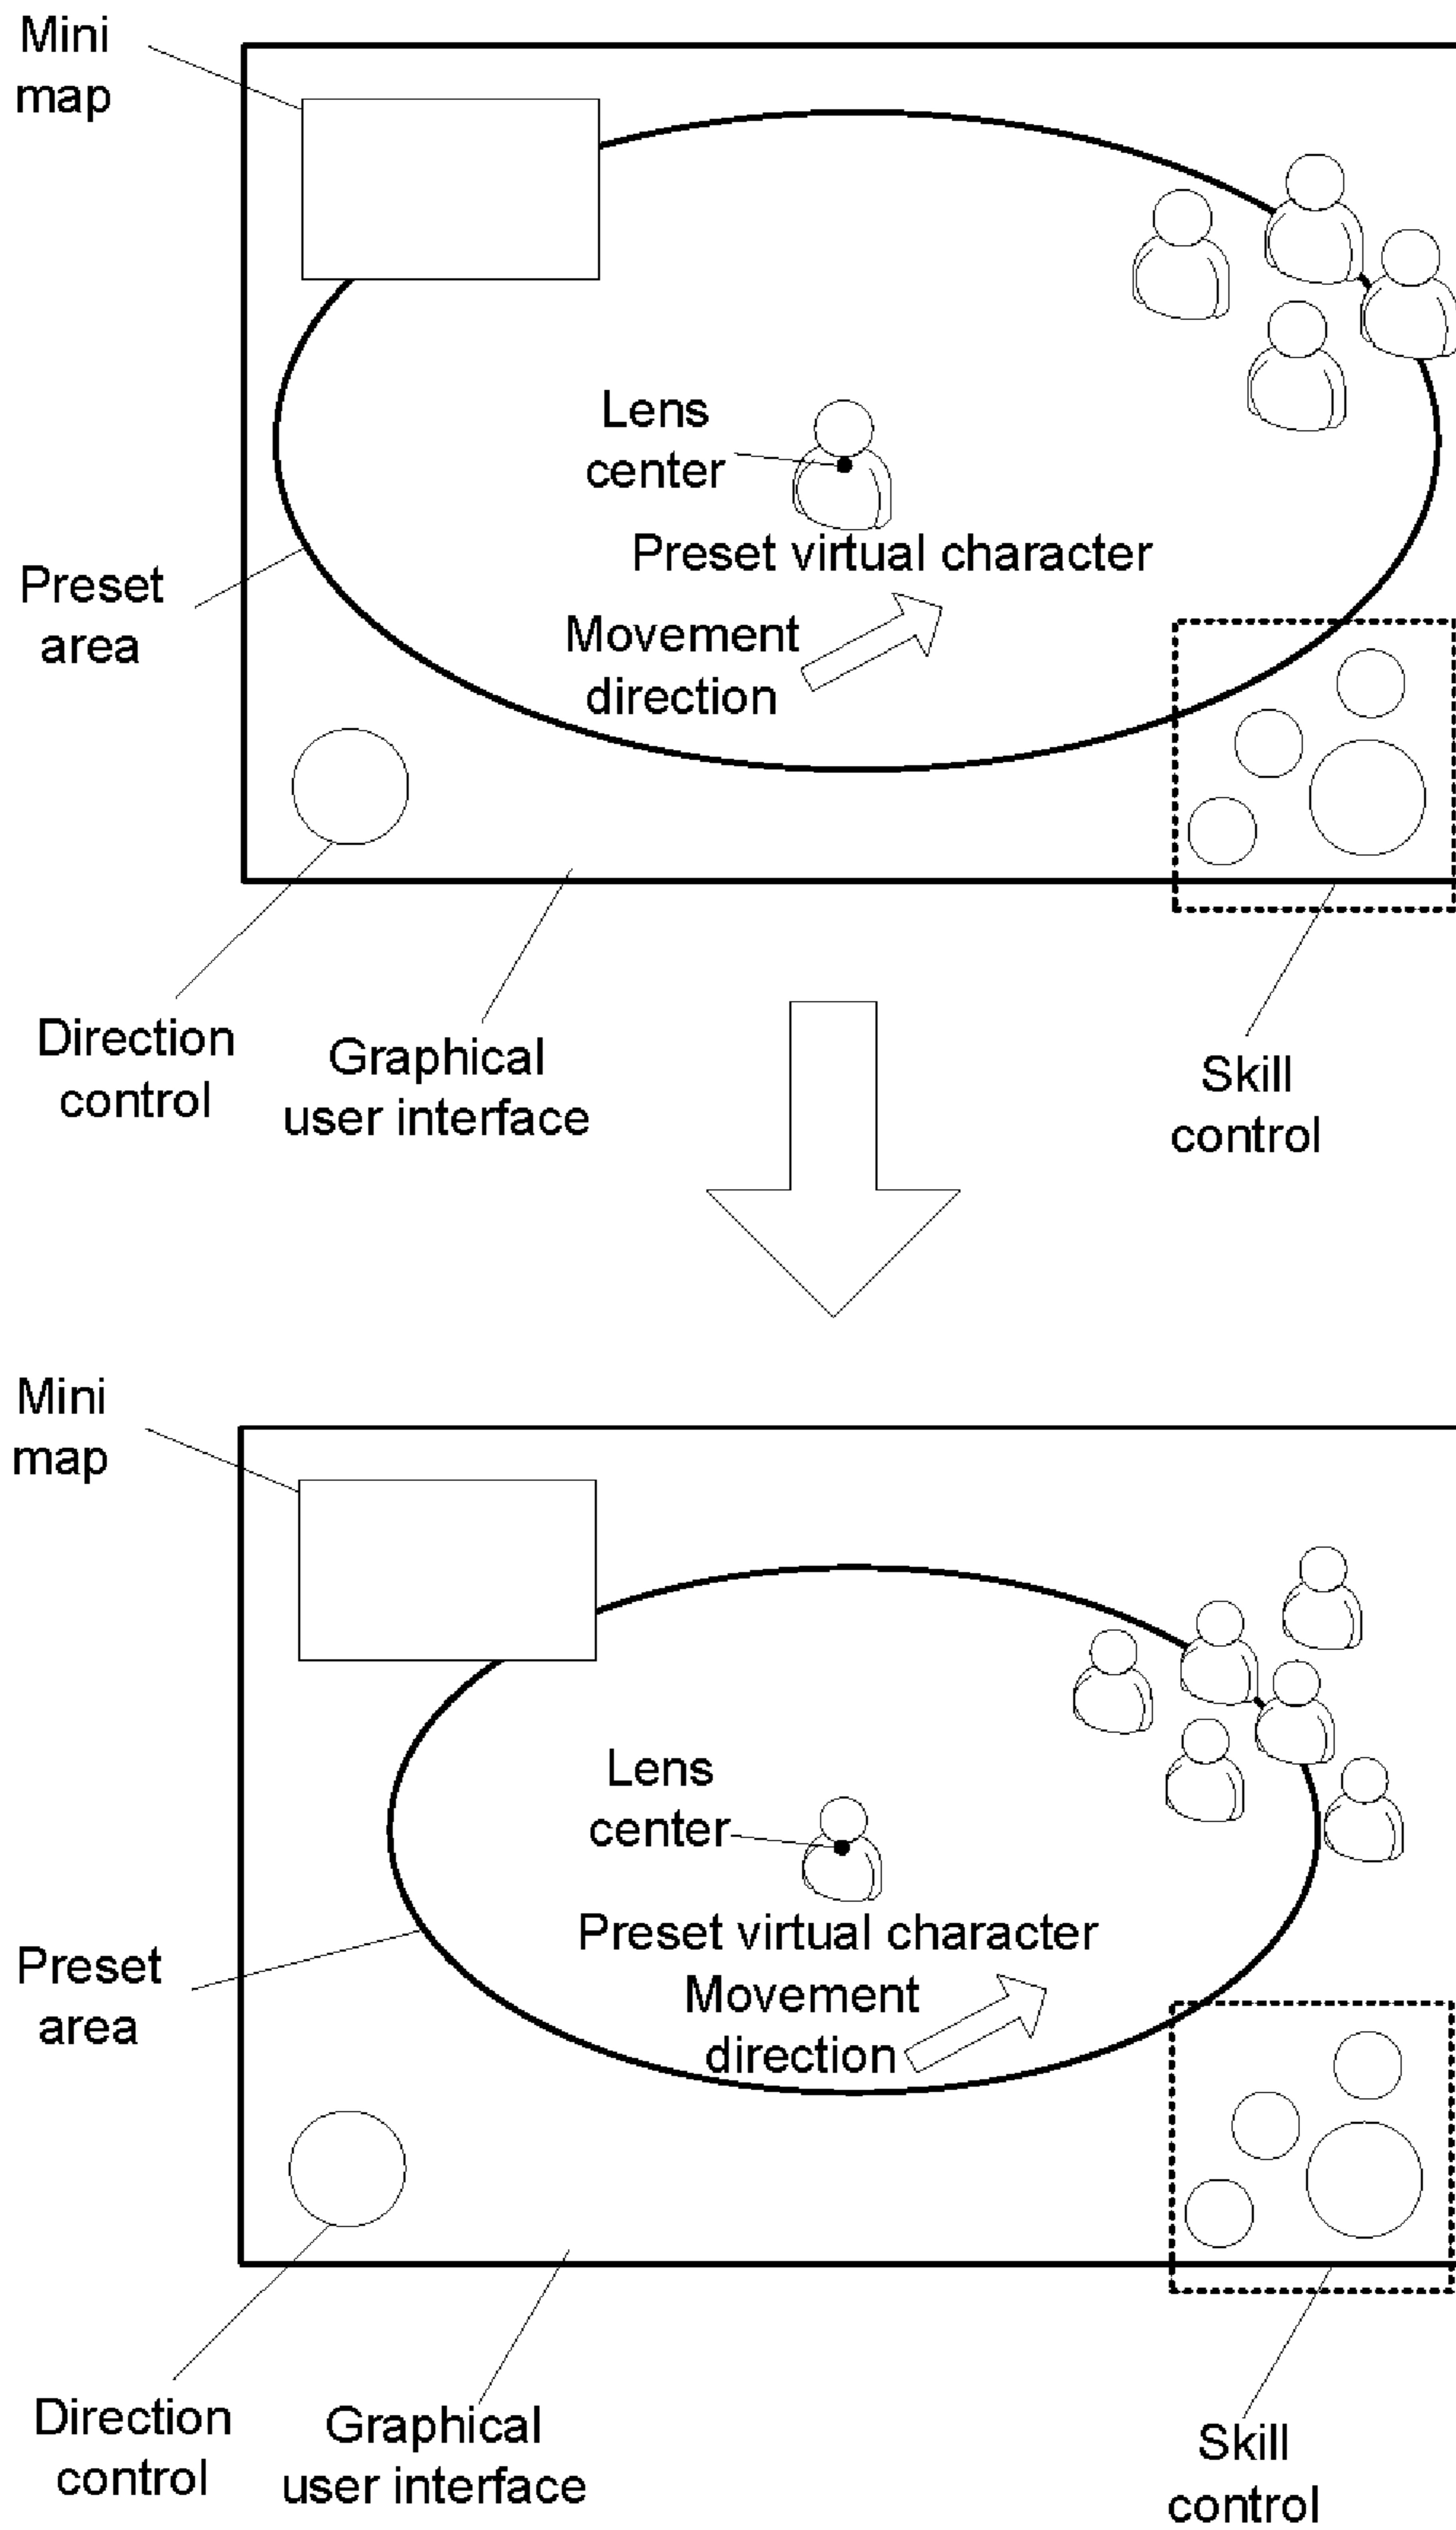 Mini
map
Lens
center
Preset virtual character
Preset
area
Movement
direction
Direction
control
Graphical
user interface
Skill
control
Mini
map
Lens
center
Preset virtual character
Preset
area
Movement
direction
Direction
control
Graphical
user interface
Skill
control